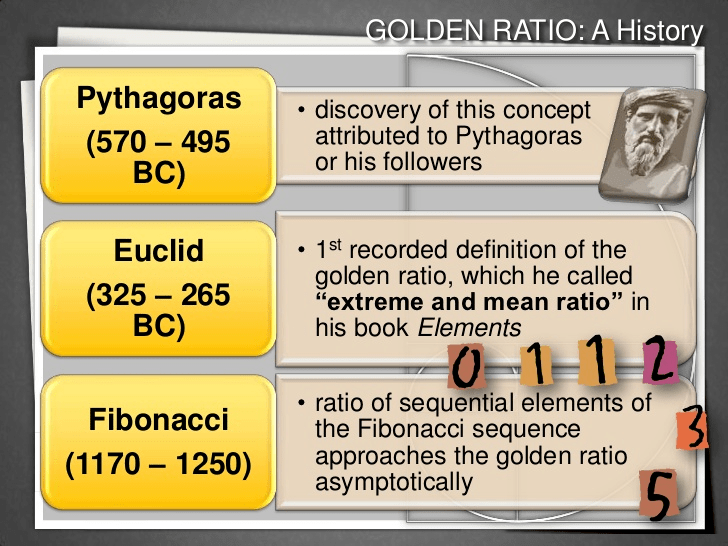 GOLDEN RATIO: A History
Pythagoras
(570 – 495
BC)
• discovery of this concept
attributed to Pythagoras
or his followers
Euclid
(325 – 265
BC)
• 1st recorded definition of the
golden ratio, which he called
“extreme and mean ratio” in
his book Elements
0 1 1 2
3
5
Fibonacci
(1170 – 1250)
• ratio of sequential elements of
the Fibonacci sequence
approaches the golden ratio
asymptotically